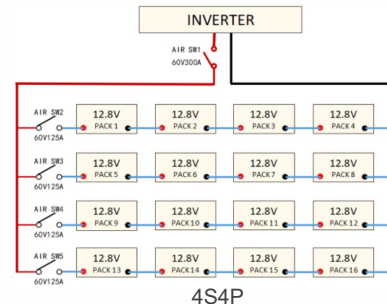 INVERTER
AIR SW1
60V300A
AIR SW2
60V125A
12.8V
PACK 1
12.8V
PACK 2
12.8V
PACK 3
12.8V
PACK 4
AIR SW3
60V125A
12.8V
PACK 5
12.8V
PACK 6
12.8V
PACK 7
12.8V
PACK 8
AIR SW4
60V125A
12.8V
PACK 9
12.8V
PACK 10
12.8V
PACK 11
12.8V
PACK 12
AIR SW5
60V125A
12.8V
PACK 13
12.8V
PACK 14
12.8V
PACK 15
12.8V
PACK 16
4S4P